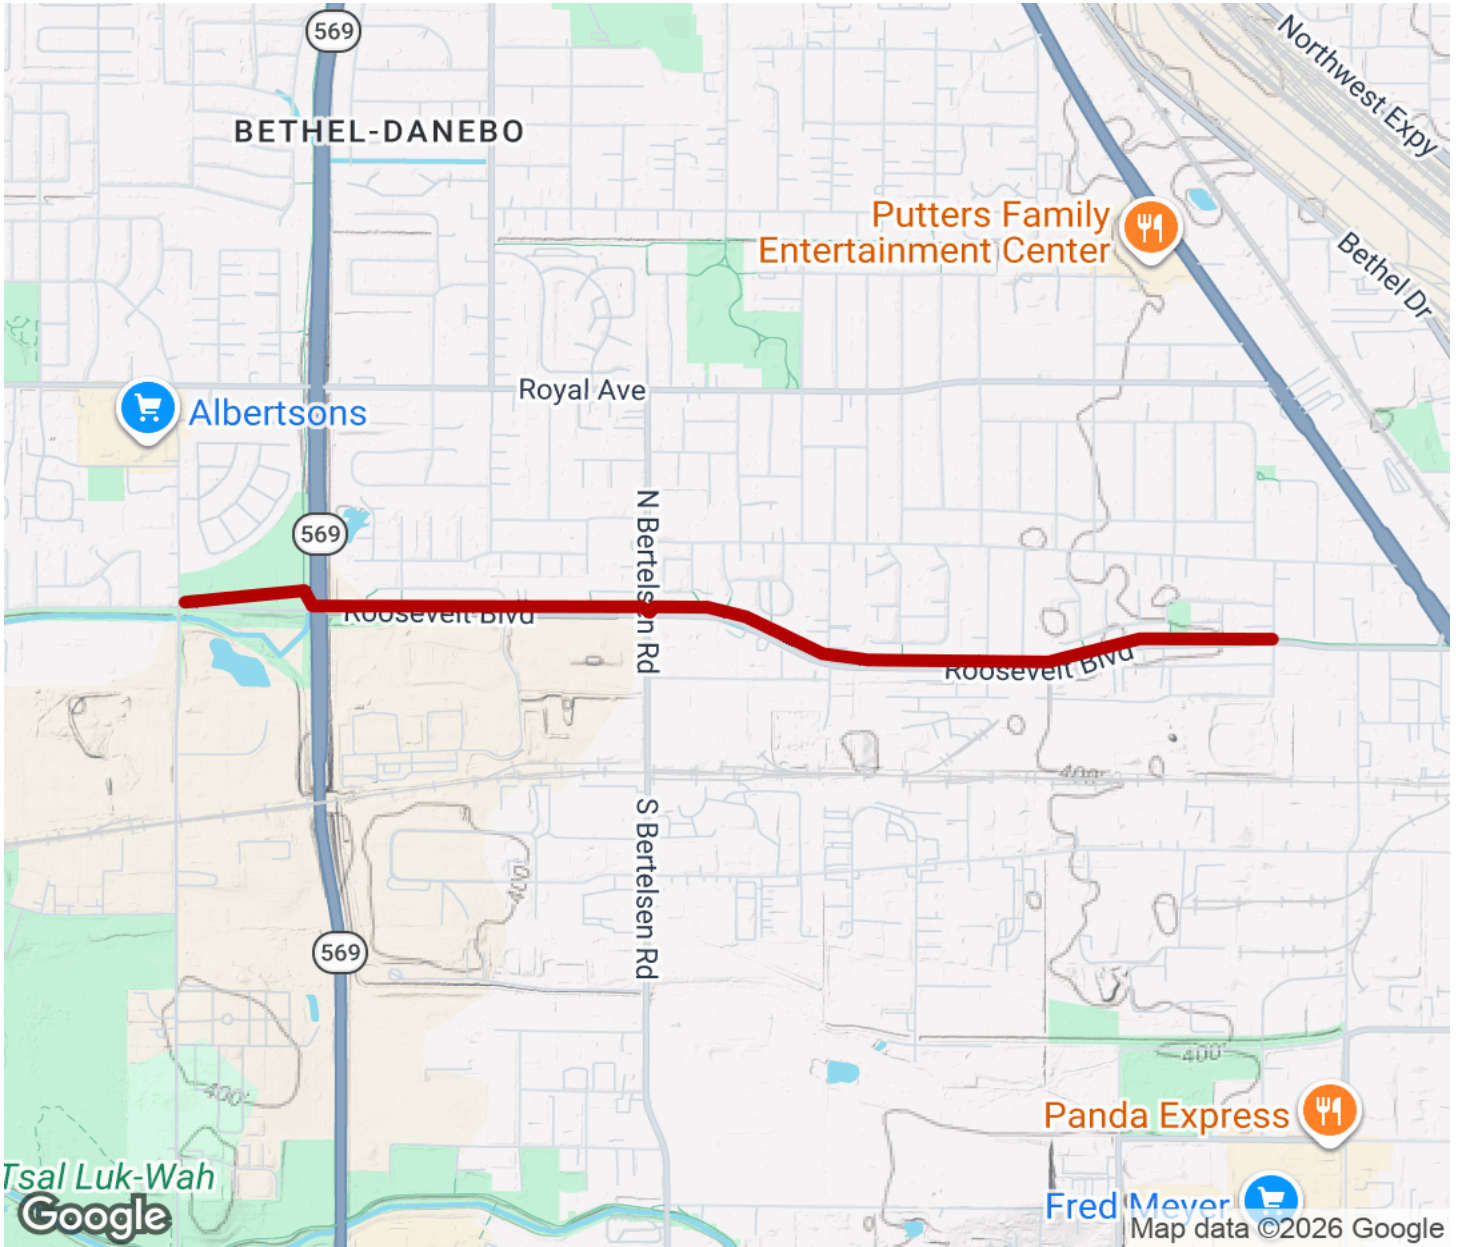 569
Northwest Expy
BETHEL-DANEBO
Putters Family
Entertainment Center
Bethel Dr
Royal Ave
Albertsons
N Bertelsen Rd
569
Roosevelt Blvd
Roosevelt Blvd
400'
S Bertelsen Rd
400'
569
400'
400'
Panda Express
Tsal Luk-Wah
Fred Meyer
Google
Map data ©2026 Google